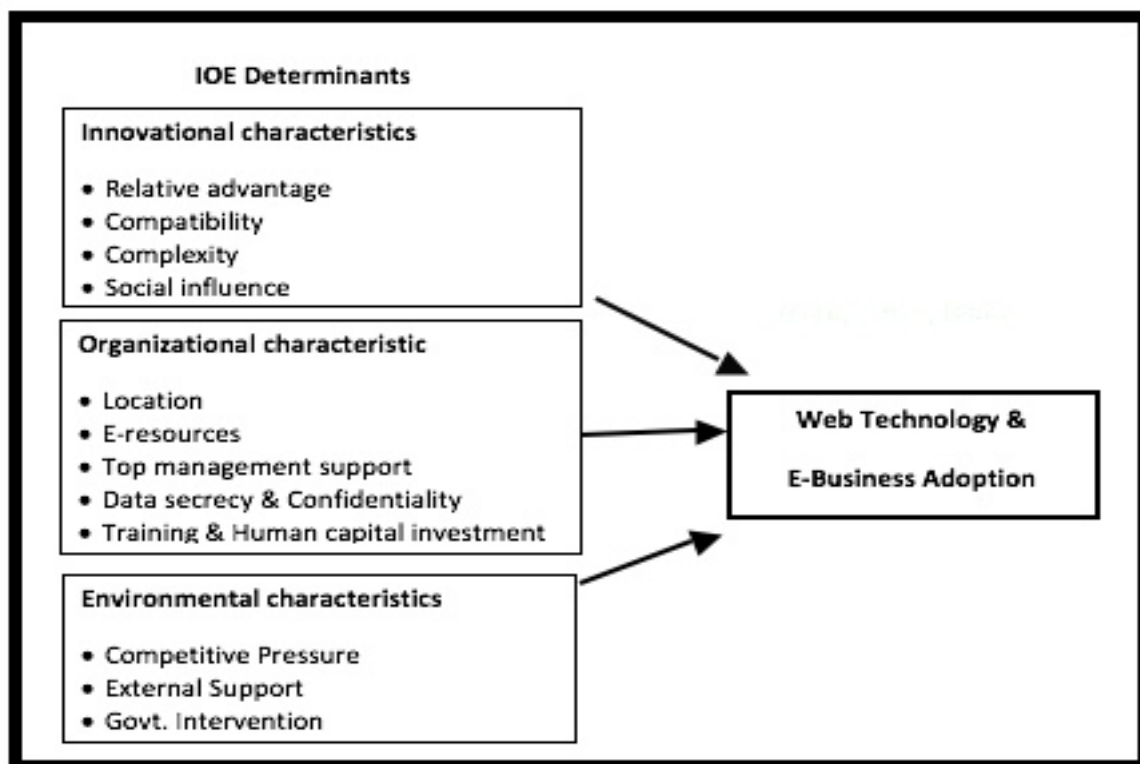 IOE Determinants
Innovational characteristics
• Relative advantage
• Compatibility
• Complexity
• Social influence
Organizational characteristic
• Location
• E-resources
• Top management support
• Data secrecy & Confidentiality
• Training & Human capital investment
Environmental characteristics
• Competitive Pressure
• External Support
• Govt. Intervention
Web Technology &
E-Business Adoption